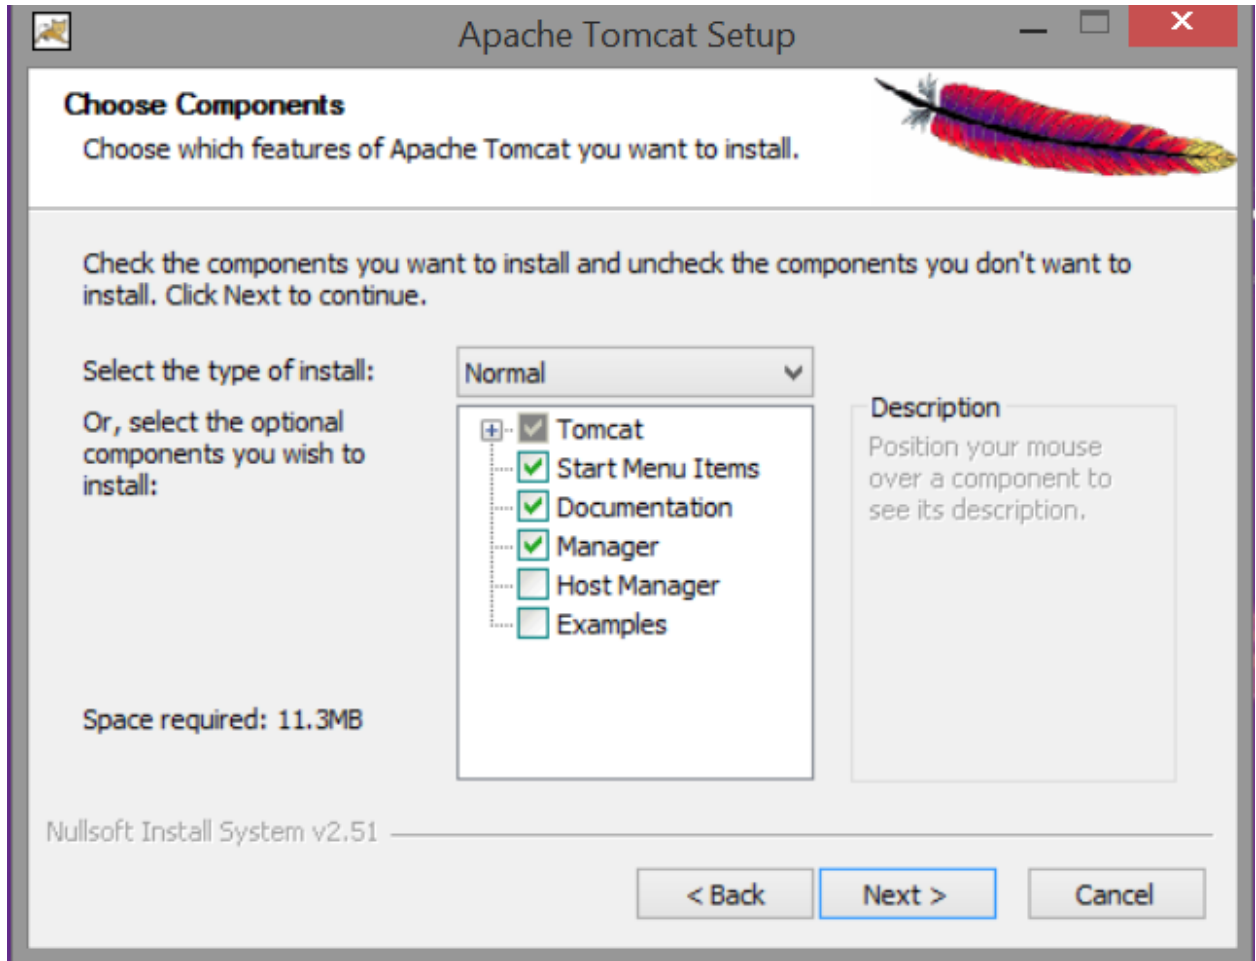 Apache Tomcat Setup
Choose Components
Choose which features of Apache Tomcat you want to install.
Check the components you want to install and uncheck the components you don't want to
install. Click Next to continue.
Select the type of install:
Normal
Or, select the optional
components you wish to
install:
Tomcat
Start Menu Items
Documentation
Manager
Host Manager
Examples
Description
Position your mouse
over a component to
see its description.
Space required: 11.3MB
Nullsoft Install System v2.51
< Back
Next >
Cancel